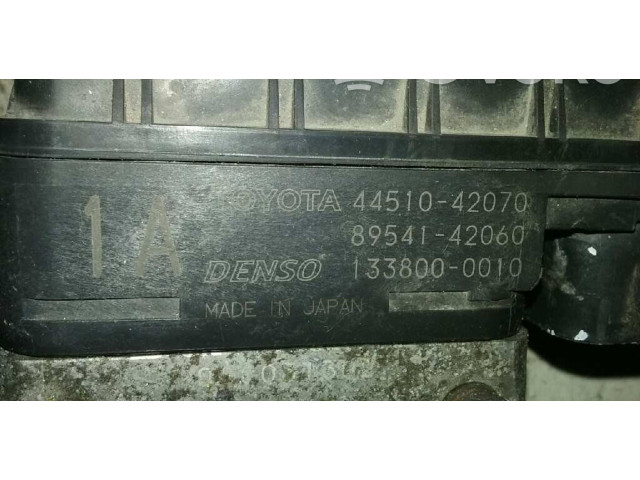 1A
TOYOTA 44510-42070
89541-42060
DENSO 133800-0010
MADE IN JAPAN